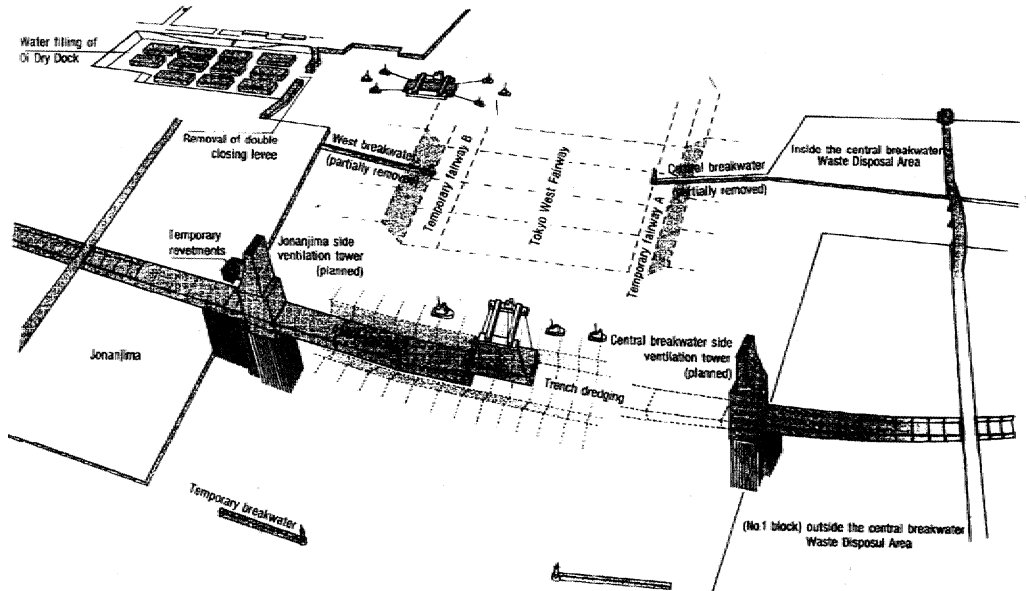 Water filling of
Oi Dry Dock
Removal of double
closing levee
West breakwater
(partially removed)
Temporary fairway B
Tokyo West Fairway
Temporary fairway A
Central breakwater
(partially removed)
Inside the central breakwater
Waste Disposal Area
Temporary
revetments
Jonanjima side
ventilation tower
(planned)
Jonanjima
Central breakwater side
ventilation tower
(planned)
Trench dredging
Temporary breakwater
(No.1 block) outside the central breakwater
Waste Disposul Area